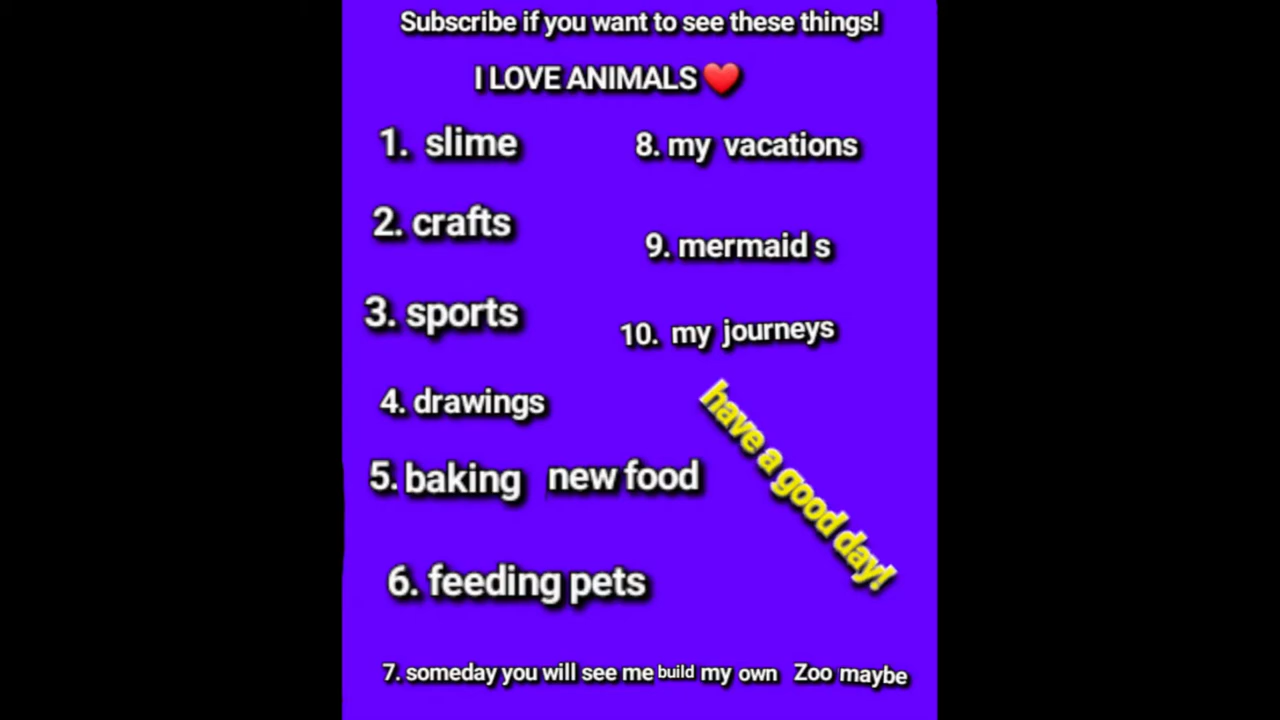 Subscribe if you want to see these things!
I LOVE ANIMALS ❤️
1. slime
2. crafts
3. sports
4. drawings
5. baking new food
6. feeding pets
7. someday you will see me build my own Zoo maybe
8. my vacations
9. mermaid s
10. my journeys
have a good day!